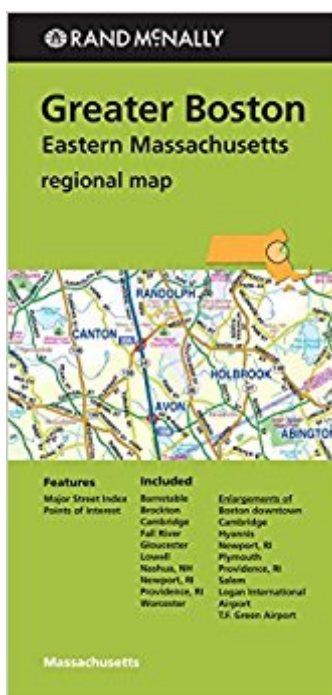 RAND McNALLY
Greater Boston
Eastern Massachusetts
regional map
RANDOLPH
CANTON
HOLBROOK
AVON
ABINGTON
Features
Major Street Index
Points of Interest
Included
Barnstable
Brockton
Cambridge
Fall River
Gloucester
Lowell
Nashua, NH
Newport, RI
Providence, RI
Worcester
Enlargements of
Boston downtown
Cambridge
Hyannis
Newport, RI
Plymouth
Providence, RI
Salem
Logan International
Airport
T.F. Green Airport
Massachusetts